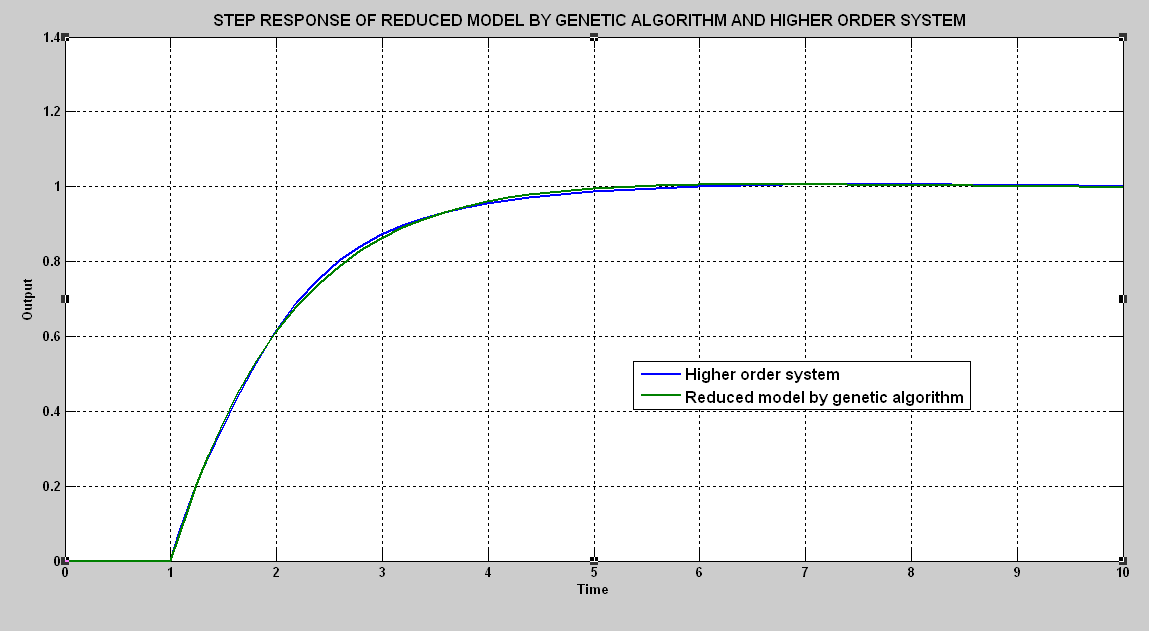 STEP RESPONSE OF REDUCED MODEL BY GENETIC ALGORITHM AND HIGHER ORDER SYSTEM
1.4
1.2
1
0.8
0.6
0.4
0.2
0
Output
Higher order system
Reduced model by genetic algorithm
0 1 2 3 4 5 6 7 8 9 10
Time